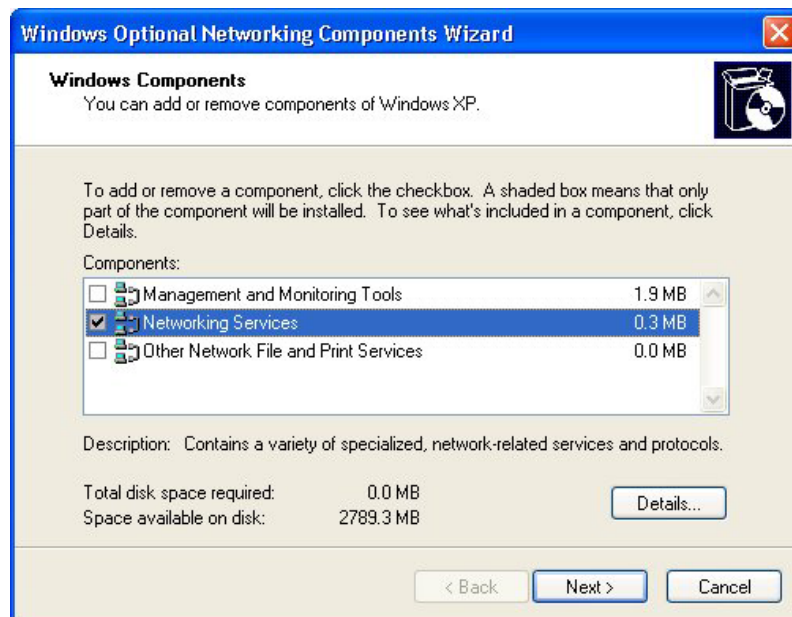 Windows Optional Networking Components Wizard
Windows Components
You can add or remove components of Windows XP.
To add or remove a component, click the checkbox. A shaded box means that only
part of the component will be installed. To see what's included in a component, click
Details.
Components:
Management and Monitoring Tools 1.9 MB
Networking Services 0.3 MB
Other Network File and Print Services 0.0 MB
Description: Contains a variety of specialized, network-related services and protocols.
Total disk space required: 0.0 MB
Space available on disk: 2789.3 MB
Details...
< Back Next > Cancel